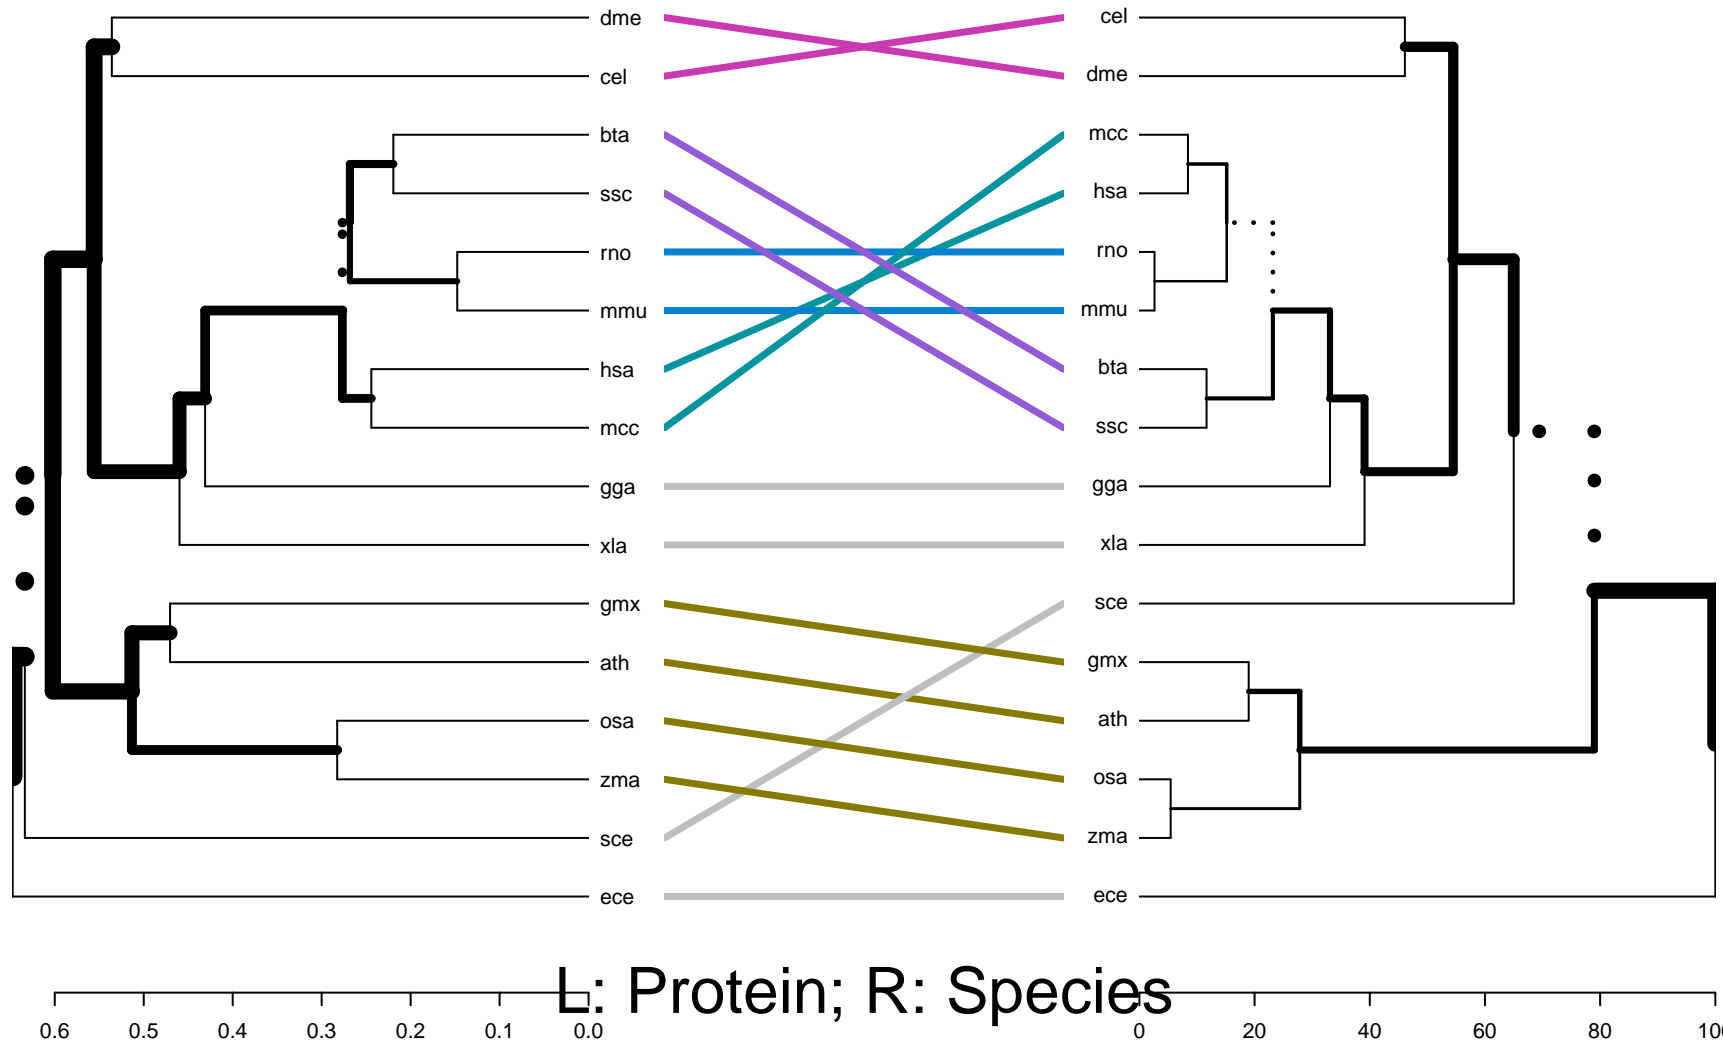 dme cel
cel dme
bta mcc
ssc hsa
rno rno
mmu mmu
hsa bta
mcc ssc
gga gga
xla xla
gmx sce
ath gmx
osa ath
zma osa
sce zma
ece ece
L: Protein; R: Species
0.6 0.5 0.4 0.3 0.2 0.1 0.0 0 20 40 60 80 10